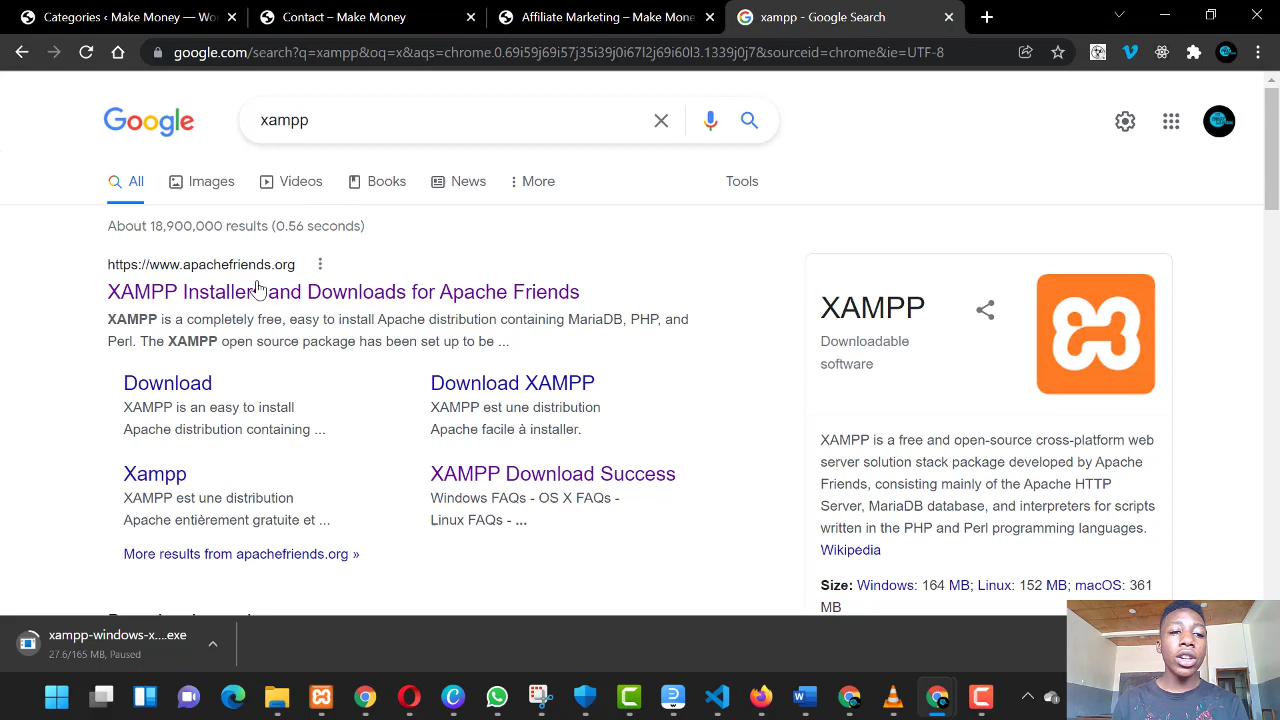 Categories ‹ Make Money — Wo
Contact – Make Money
Affiliate Marketing – Make Mone
xampp - Google Search
google.com/search?q=xampp&oq=x&aqs=chrome.0.69i59j69i57j35i39j0i67l2j69i60l3.1339j0j7&sourceid=chrome&ie=UTF-8
Google
xampp
All
Images
Videos
Books
News
More
Tools
About 18,900,000 results (0.56 seconds)
https://www.apachefriends.org
XAMPP Installers and Downloads for Apache Friends
XAMPP is a completely free, easy to install Apache distribution containing MariaDB, PHP, and
Perl. The XAMPP open source package has been set up to be ...
Download
XAMPP is an easy to install
Apache distribution containing ...
Download XAMPP
XAMPP est une distribution
Apache facile à installer.
Xampp
XAMPP est une distribution
Apache entièrement gratuite et ...
XAMPP Download Success
Windows FAQs - OS X FAQs -
Linux FAQs - ...
More results from apachefriends.org »
XAMPP
Downloadable
software
XAMPP is a free and open-source cross-platform web
server solution stack package developed by Apache
Friends, consisting mainly of the Apache HTTP
Server, MariaDB database, and interpreters for scripts
written in the PHP and Perl programming languages.
Wikipedia
Size: Windows: 164 MB; Linux: 152 MB; macOS: 361
MB
xampp-windows-x....exe
27.6/165 MB, Paused